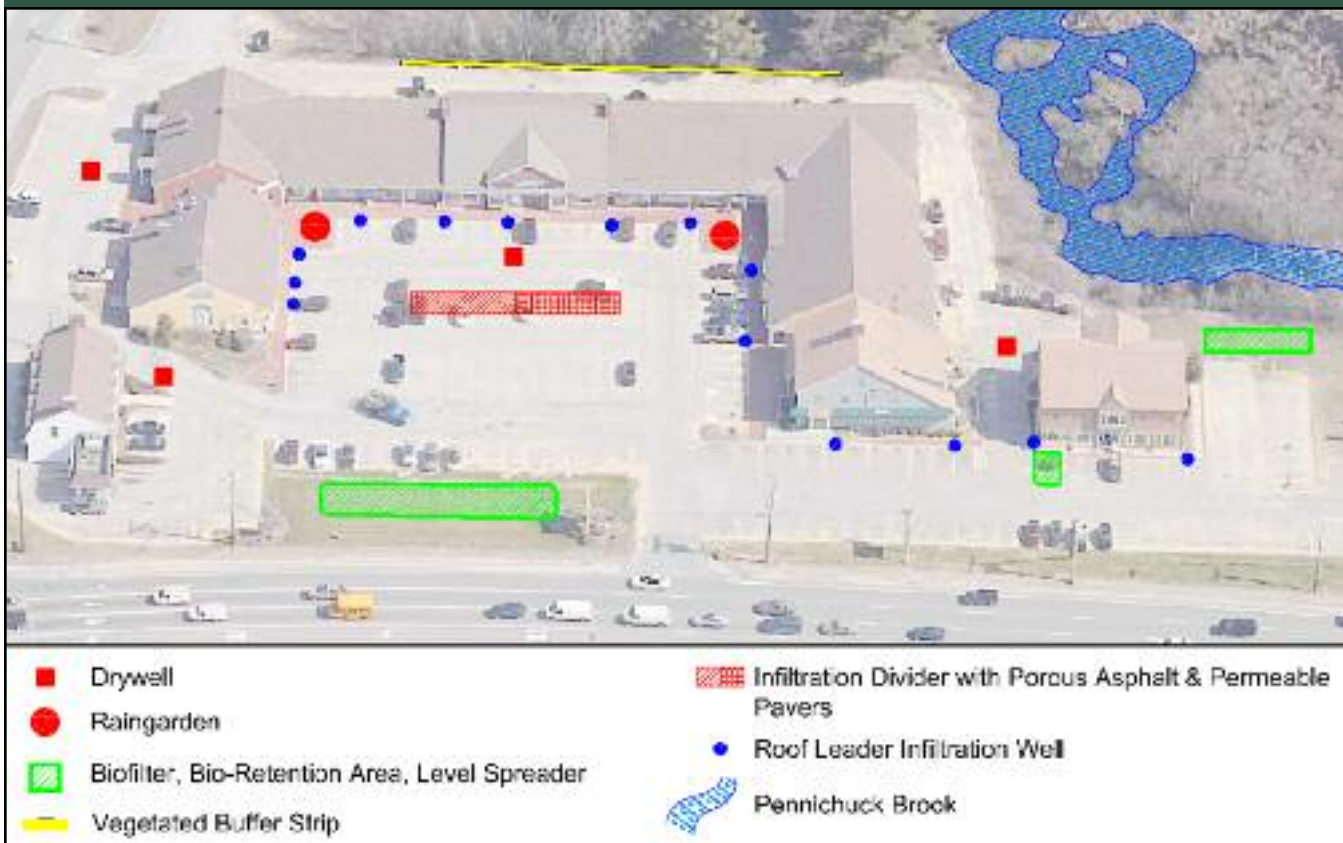 Drywell
Raingarden
Biofilter, Bio-Retention Area, Level Spreader
Vegetated Buffer Strip
Infiltration Divider with Porous Asphalt & Permeable
Pavers
Roof Leader Infiltration Well
Pennichuck Brook